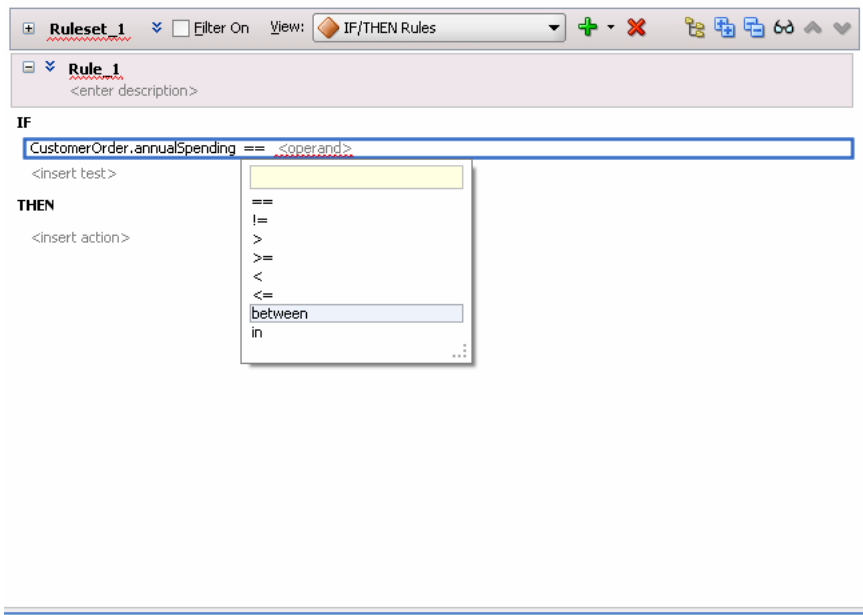 Ruleset_1 Filter On View: IF/THEN Rules
Rule_1
<enter description>
IF
CustomerOrder.annualSpending == <operand>
<insert test>
==
THEN
!=
>
<insert action>
>=
<
<=
between
in